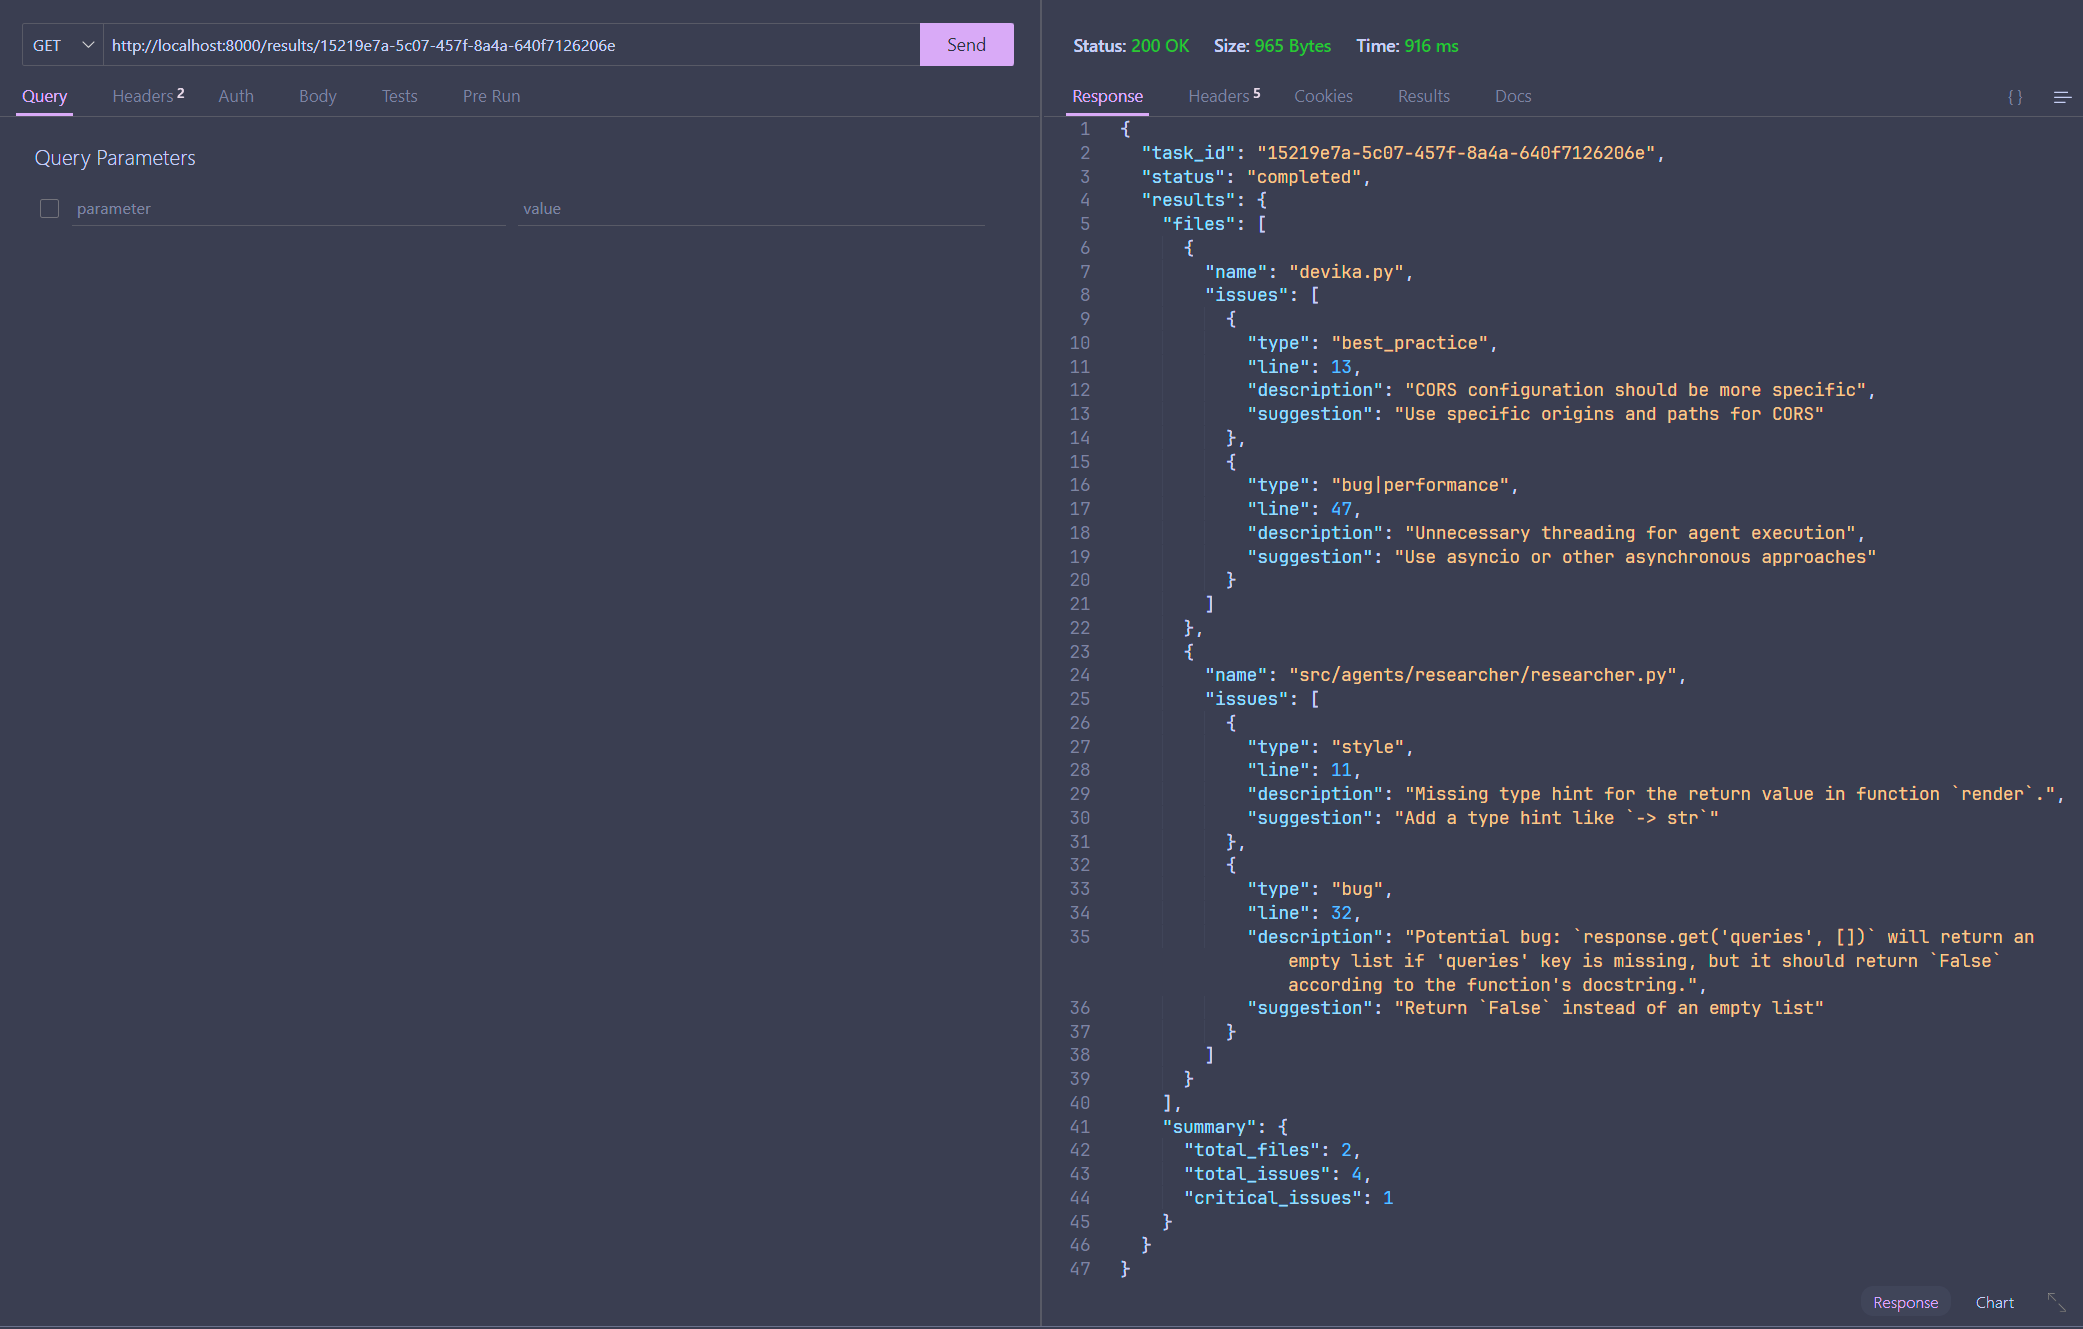 GET http://localhost:8000/results/15219e7a-5c07-457f-8a4a-640f7126206e Send
Query Headers 2 Auth Body Tests Pre Run
Query Parameters
parameter value
Status: 200 OK Size: 965 Bytes Time: 916 ms
Response Headers 5 Cookies Results Docs { }
1 {
2 "task_id": "15219e7a-5c07-457f-8a4a-640f7126206e",
3 "status": "completed",
4 "results": {
5 "files": [
6 {
7 "name": "devika.py",
8 "issues": [
9 {
10 "type": "best_practice",
11 "line": 13,
12 "description": "CORS configuration should be more specific",
13 "suggestion": "Use specific origins and paths for CORS"
14 },
15 {
16 "type": "bug|performance",
17 "line": 47,
18 "description": "Unnecessary threading for agent execution",
19 "suggestion": "Use asyncio or other asynchronous approaches"
20 }
21 ]
22 },
23 {
24 "name": "src/agents/researcher/researcher.py",
25 "issues": [
26 {
27 "type": "style",
28 "line": 11,
29 "description": "Missing type hint for the return value in function `render`.",
30 "suggestion": "Add a type hint like `-> str`"
31 },
32 {
33 "type": "bug",
34 "line": 32,
35 "description": "Potential bug: `response.get('queries', [])` will return an
empty list if 'queries' key is missing, but it should return `False`
according to the function's docstring.",
36 "suggestion": "Return `False` instead of an empty list"
37 }
38 ]
39 }
40 ],
41 "summary": {
42 "total_files": 2,
43 "total_issues": 4,
44 "critical_issues": 1
45 }
46 }
47 }
Response Chart